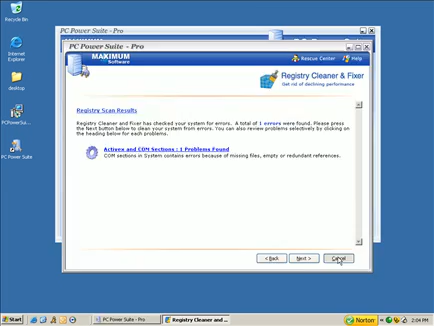 Recycle Bin
Internet
Explorer
desktop
PCPowerSui...
PC Power Suite
PC Power Suite - Pro
PC Power Suite - Pro
MAXIMUM
Software
Rescue Center
Help
Registry Cleaner & Fixer
Get rid of declining performance
Registry Scan Results
Registry Cleaner and Fixer has checked your system for errors. A total of 1 errors were found. Please press
the Next button below to clean your system from errors. You can also review problems selectively by clicking on
the heading below for each problems.
Activex and COM Sections : 1 Problems Found
COM sections in System contains errors because of missing files, empty or redundant references.
< Back
Next >
Cancel
Start
PC Power Suite - Pro
Registry Cleaner and ...
Norton
2:04 PM